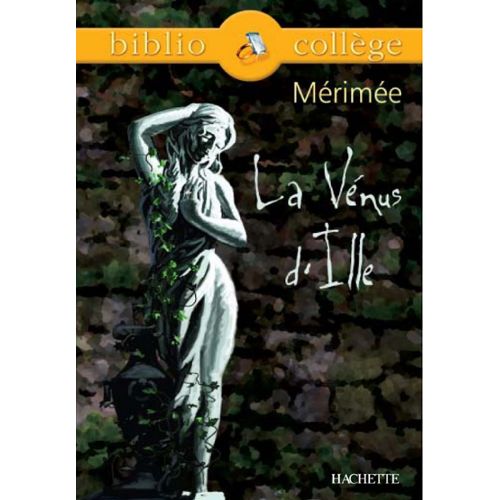 biblio collège
Mérimée
La Vénus
d'Ille
HACHETTE